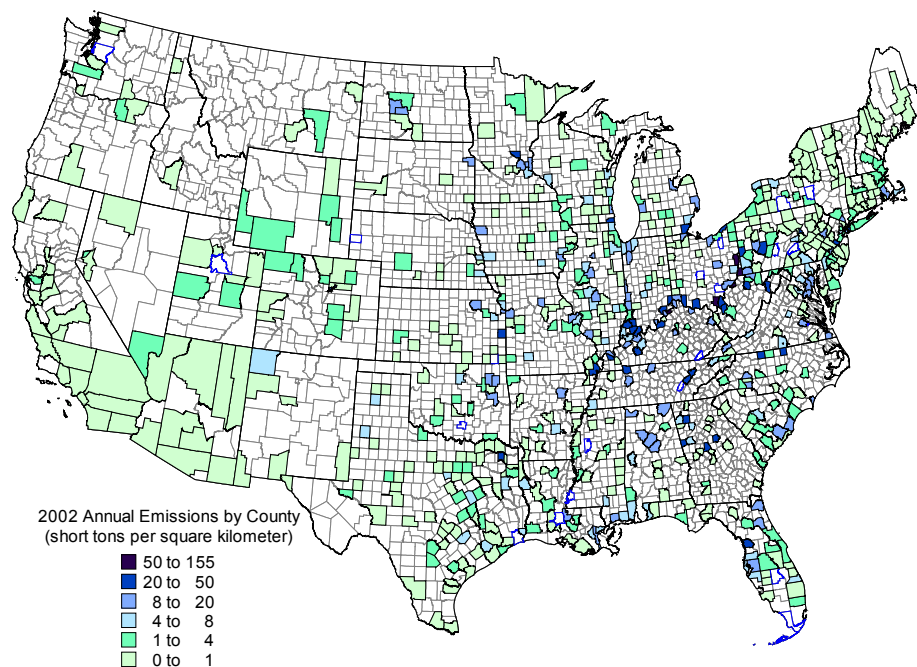 2002 Annual Emissions by County
(short tons per square kilometer)
50 to 155
20 to 50
8 to 20
4 to 8
1 to 4
0 to 1